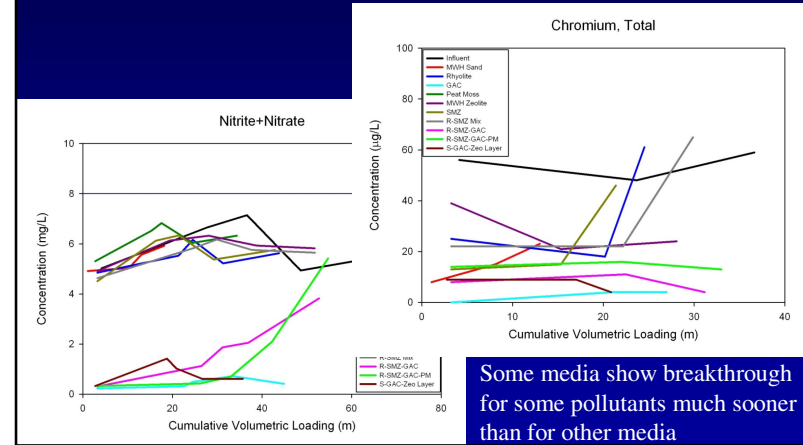 Chromium, Total
100
80
60
40
20
0
Concentration (µg/L)
Influent
MWH Sand
Rhyolite
GAC
Peat Moss
MWH Zeolite
SMZ
R-SMZ Mix
R-SMZ-GAC
R-SMZ-GAC-PM
S-GAC-Zeo Layer
0 10 20 30 40
Cumulative Volumetric Loading (m)
Nitrite+Nitrate
10
8
6
4
2
0
Concentration (mg/L)
R-SMZ Mix
R-SMZ-GAC
R-SMZ-GAC-PM
S-GAC-Zeo Layer
0 20 40 60 80
Cumulative Volumetric Loading (m)
Some media show breakthrough
for some pollutants much sooner
than for other media